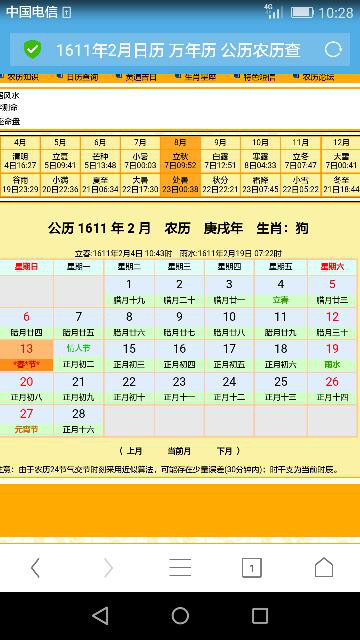 中国电信 4G 10:28
1611年2月日历 万年历 公历农历查
农历知识 日历查询 黄道吉日 生肖星座 特色短信 农历论坛
4月 5月 6月 7月 8月 9月 10月 11月 12月
清明 立夏 芒种 小暑 立秋 白露 寒露 立冬 大雪
4日16:27 5日09:41 5日13:48 7日00:03 7日09:52 7日12:51 8日04:33 7日07:47 7日00:41
谷雨 小满 夏至 大暑 处暑 秋分 霜降 小雪 冬至
19日23:29 20日22:36 21日06:34 22日17:30 23日00:38 22日22:21 23日07:45 22日05:22 21日18:44
公历 1611 年 2 月 农历 庚戌年 生肖：狗
立春:1611年2月4日 10:43时 雨水:1611年2月19日 07:22时
星期日 星期一 星期二 星期三 星期四 星期五 星期六
1 2 3 4 5
腊月十九 腊月二十 腊月廿一 立春 腊月廿三
6 7 8 9 10 11 12
腊月廿四 腊月廿五 腊月廿六 腊月廿七 腊月廿八 腊月廿九 腊月三十
13 情人节 15 16 17 18 19
*春*节* 正月初二 正月初三 正月初四 正月初五 正月初六 雨水
20 21 22 23 24 25 26
正月初八 正月初九 正月初十 正月十一 正月十二 正月十三 正月十四
27 28
元宵节 正月十六
( 上月 当前月 下月 )
注意：由于农历24节气交节时刻采用近似算法，可能存在少量误差(30分钟内)；时干支为当前时辰。
1